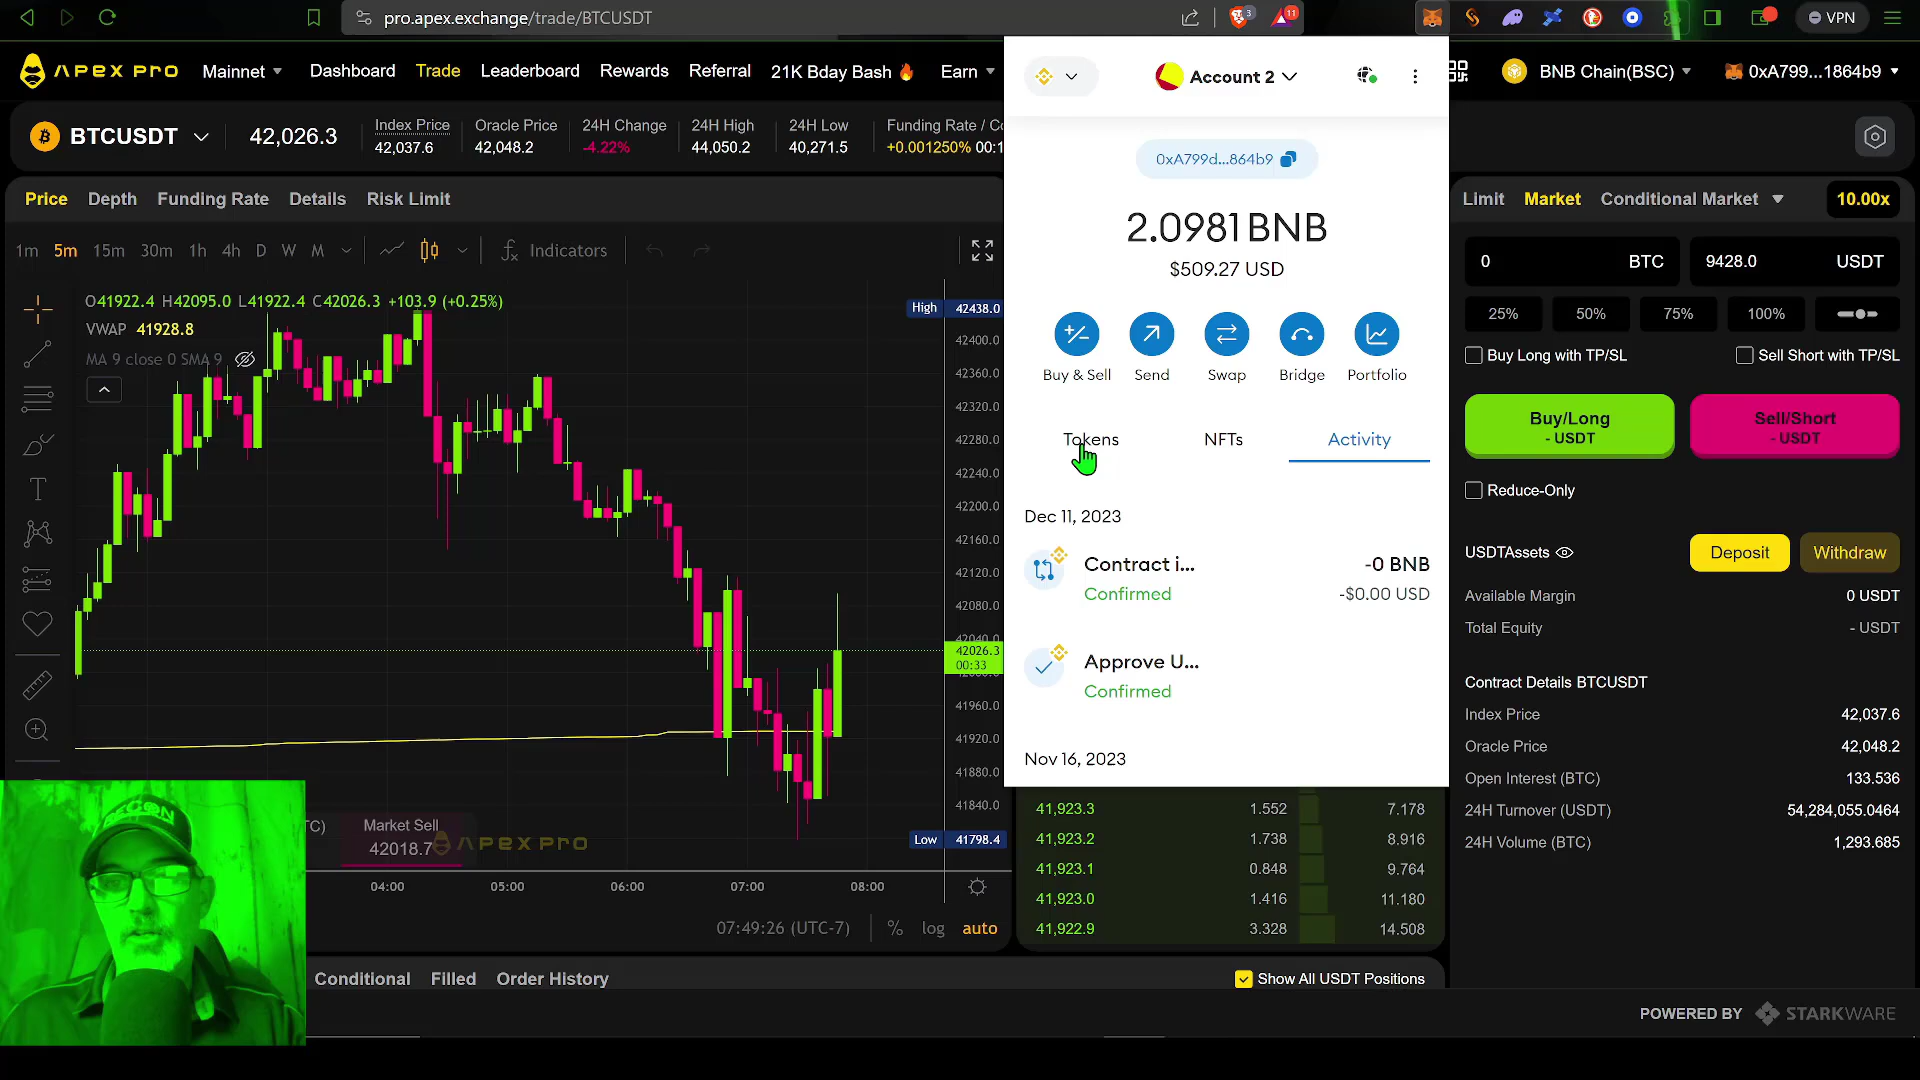 pro.apex.exchange/trade/BTCUSDT
3
11
VPN
APEX PRO
Mainnet
Dashboard
Trade
Leaderboard
Rewards
Referral
21K Bday Bash
Earn
BNB Chain(BSC)
0xA799...1864b9
BTCUSDT
42,026.3
Index Price
42,037.6
Oracle Price
42,048.2
24H Change
-4.22%
24H High
44,050.2
24H Low
40,271.5
Funding Rate / Co
+0.001250% 00:1
Price
Depth
Funding Rate
Details
Risk Limit
1m
5m
15m
30m
1h
4h
D
W
M
Indicators
O41922.4 H42095.0 L41922.4 C42026.3 +103.9 (+0.25%)
VWAP 41928.8
MA 9 close 0 SMA 9
High 42438.0
42400.0
42360.0
42320.0
42280.0
42240.0
42200.0
42160.0
42120.0
42080.0
42040.0
42026.3
00:33
41960.0
41920.0
41880.0
41840.0
Low 41798.4
TC)
Market Sell
42018.7
APEX PRO
04:00
05:00
06:00
07:00
08:00
07:49:26 (UTC-7)
%
log
auto
Conditional
Filled
Order History
Show All USDT Positions
Account 2
0xA799d...864b9
2.0981 BNB
$509.27 USD
Buy & Sell
Send
Swap
Bridge
Portfolio
Tokens
NFTs
Activity
Dec 11, 2023
Contract i...
-0 BNB
Confirmed
-$0.00 USD
Approve U...
Confirmed
Nov 16, 2023
41,923.3 1.552 7.178
41,923.2 1.738 8.916
41,923.1 0.848 9.764
41,923.0 1.416 11.180
41,922.9 3.328 14.508
Limit
Market
Conditional Market
10.00x
0 BTC
9428.0 USDT
25%
50%
75%
100%
Buy Long with TP/SL
Sell Short with TP/SL
Buy/Long
- USDT
Sell/Short
- USDT
Reduce-Only
USDTAssets
Deposit
Withdraw
Available Margin 0 USDT
Total Equity - USDT
Contract Details BTCUSDT
Index Price 42,037.6
Oracle Price 42,048.2
Open Interest (BTC) 133.536
24H Turnover (USDT) 54,284,055.0464
24H Volume (BTC) 1,293.685
POWERED BY STARKWARE